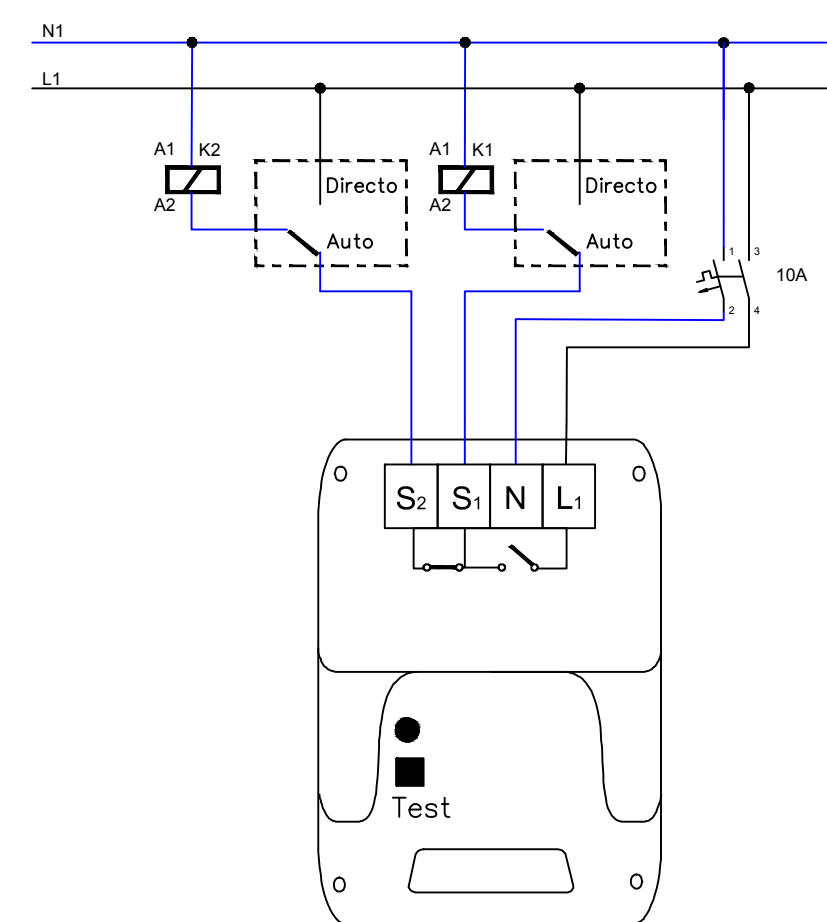 N1
L1
A1 K2
A2
Directo
Auto
A1 K1
A2
Directo
Auto
1 3
10A
2 4
S2 S1 N L1
Test